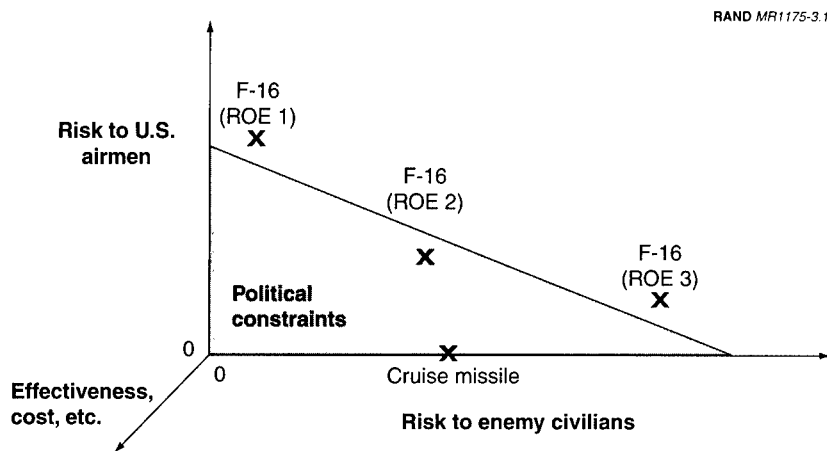 RAND MR1175-3.1
F-16
(ROE 1)
Risk to U.S.
airmen
F-16
(ROE 2)
F-16
(ROE 3)
Political
constraints
0
0
Cruise missile
Effectiveness,
cost, etc.
Risk to enemy civilians